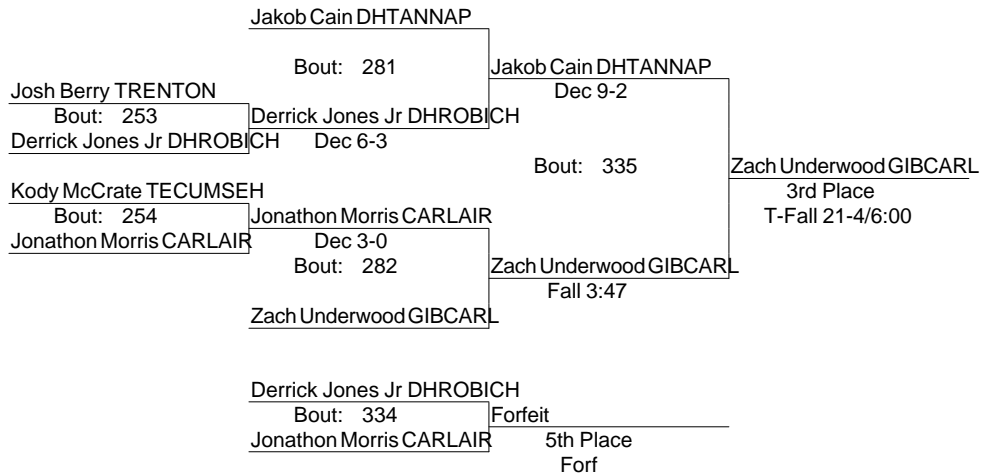 Jakob Cain DHTANNAP
Bout: 281
Jakob Cain DHTANNAP
Dec 9-2
Josh Berry TRENTON
Bout: 253
Derrick Jones Jr DHROBICH
Derrick Jones Jr DHROBICH
Dec 6-3
Bout: 335
Zach Underwood GIBCARL
3rd Place
T-Fall 21-4/6:00
Kody McCrate TECUMSEH
Bout: 254
Jonathon Morris CARLAIR
Jonathon Morris CARLAIR
Dec 3-0
Bout: 282
Zach Underwood GIBCARL
Fall 3:47
Zach Underwood GIBCARL
Derrick Jones Jr DHROBICH
Bout: 334
Forfeit
Jonathon Morris CARLAIR
5th Place
Forf